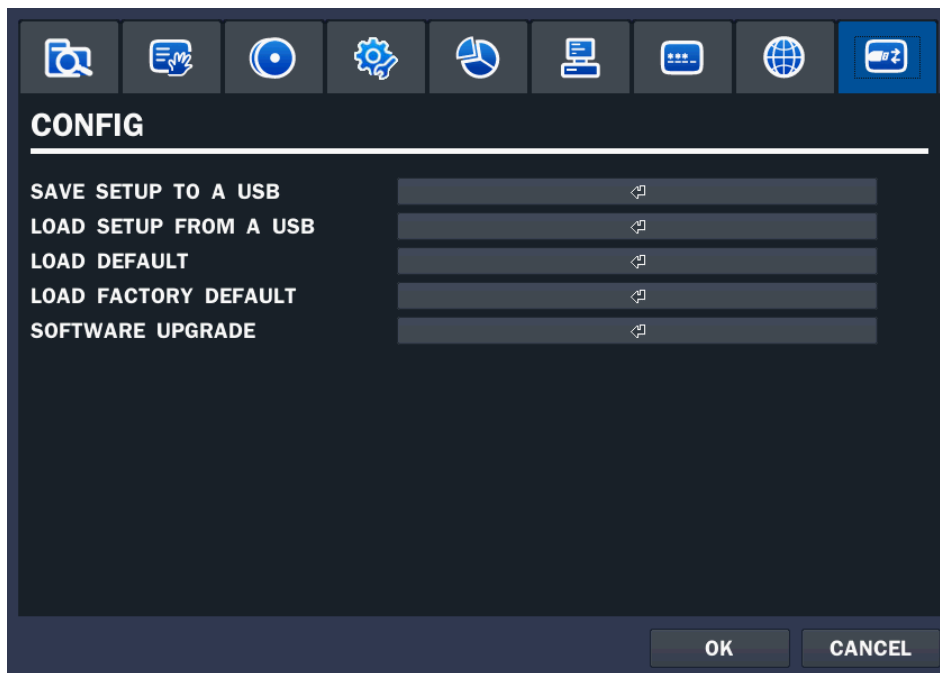 ***_
CONFIG
SAVE SETUP TO A USB
LOAD SETUP FROM A USB
LOAD DEFAULT
LOAD FACTORY DEFAULT
SOFTWARE UPGRADE
OK CANCEL